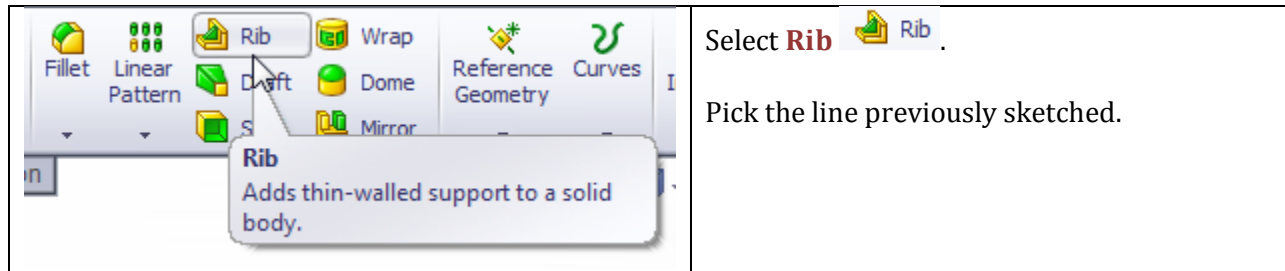 Rib
Wrap
Fillet
Linear
Pattern
Dome
Reference
Geometry
Curves
Mirror
Rib
Adds thin-walled support to a solid
body.
Select Rib Rib.
Pick the line previously sketched.